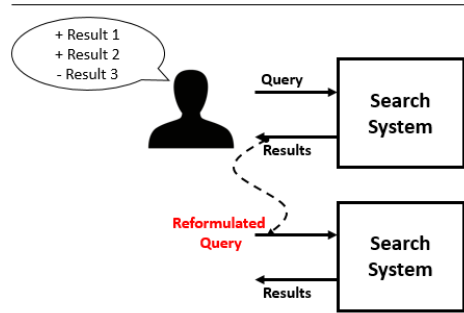 + Result 1
+ Result 2
- Result 3
Query
Search
System
Results
Reformulated
Query
Search
System
Results